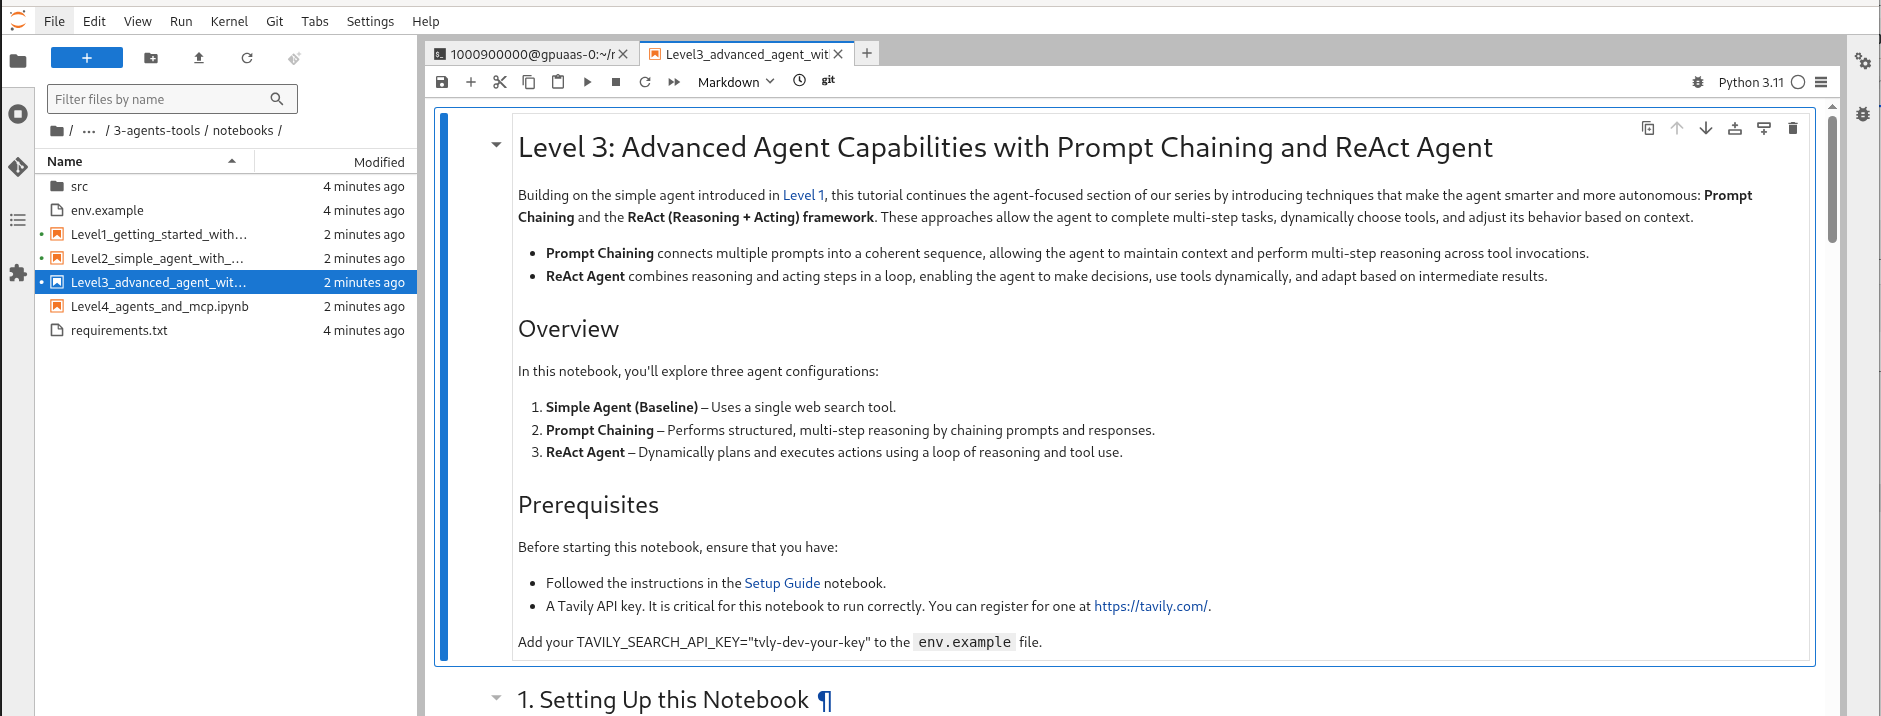 File Edit View Run Kernel Git Tabs Settings Help
Filter files by name
/ ... / 3-agents-tools / notebooks /
Name Modified
src 4 minutes ago
env.example 4 minutes ago
Level1_getting_started_with... 2 minutes ago
Level2_simple_agent_with_... 2 minutes ago
Level3_advanced_agent_wit... 2 minutes ago
Level4_agents_and_mcp.ipynb 2 minutes ago
requirements.txt 4 minutes ago
1000900000@gpuaas-0:~/r Level3_advanced_agent_wit
Markdown git Python 3.11
Level 3: Advanced Agent Capabilities with Prompt Chaining and ReAct Agent
Building on the simple agent introduced in Level 1, this tutorial continues the agent-focused section of our series by introducing techniques that make the agent smarter and more autonomous: Prompt
Chaining and the ReAct (Reasoning + Acting) framework. These approaches allow the agent to complete multi-step tasks, dynamically choose tools, and adjust its behavior based on context.
• Prompt Chaining connects multiple prompts into a coherent sequence, allowing the agent to maintain context and perform multi-step reasoning across tool invocations.
• ReAct Agent combines reasoning and acting steps in a loop, enabling the agent to make decisions, use tools dynamically, and adapt based on intermediate results.
Overview
In this notebook, you'll explore three agent configurations:
1. Simple Agent (Baseline) – Uses a single web search tool.
2. Prompt Chaining – Performs structured, multi-step reasoning by chaining prompts and responses.
3. ReAct Agent – Dynamically plans and executes actions using a loop of reasoning and tool use.
Prerequisites
Before starting this notebook, ensure that you have:
• Followed the instructions in the Setup Guide notebook.
• A Tavily API key. It is critical for this notebook to run correctly. You can register for one at https://tavily.com/.
Add your TAVILY_SEARCH_API_KEY="tvly-dev-your-key" to the env.example file.
1. Setting Up this Notebook ¶